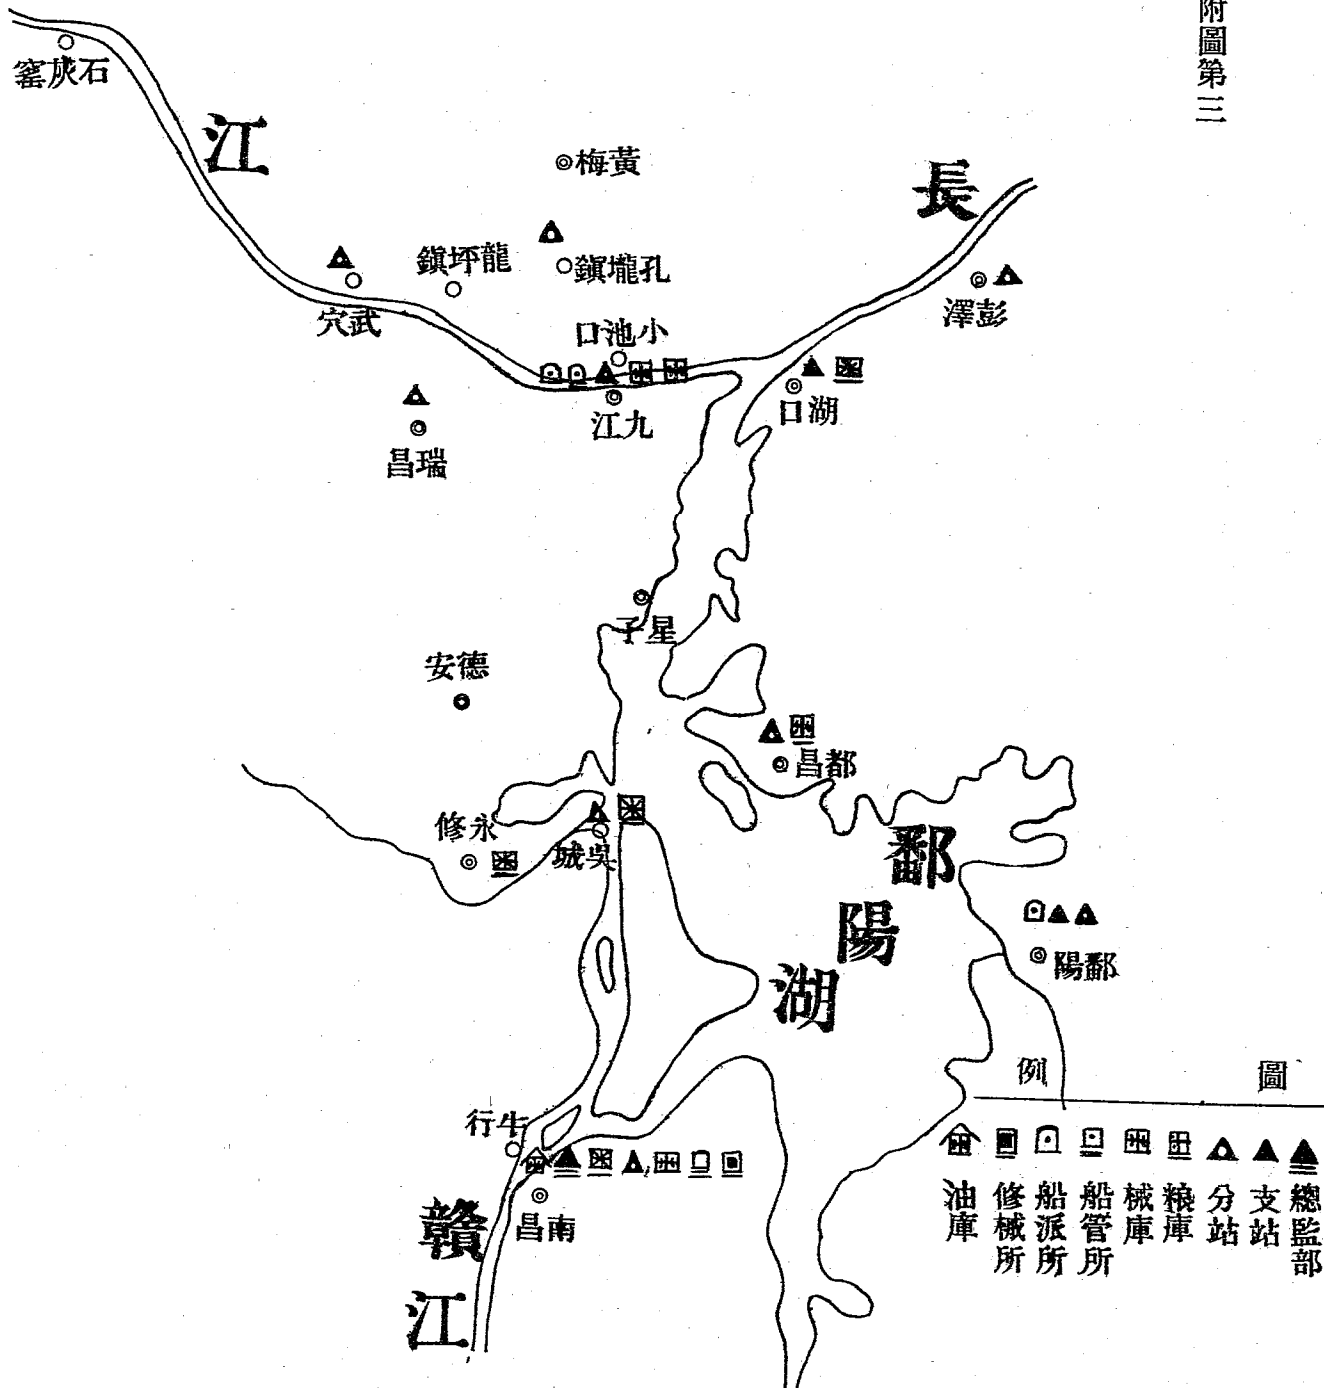 附圖第三
長江
石灰窰
黃梅
龍坪鎮
孔壠鎮
武穴
小池口
彭澤
九江
湖口
瑞昌
星子
德安
都昌
永修
吳城
鄱陽湖
鄱陽
牛行
南昌
贛江
圖例
總監部
支站
分站
粮庫
械庫
船管所
船派所
修械所
油庫